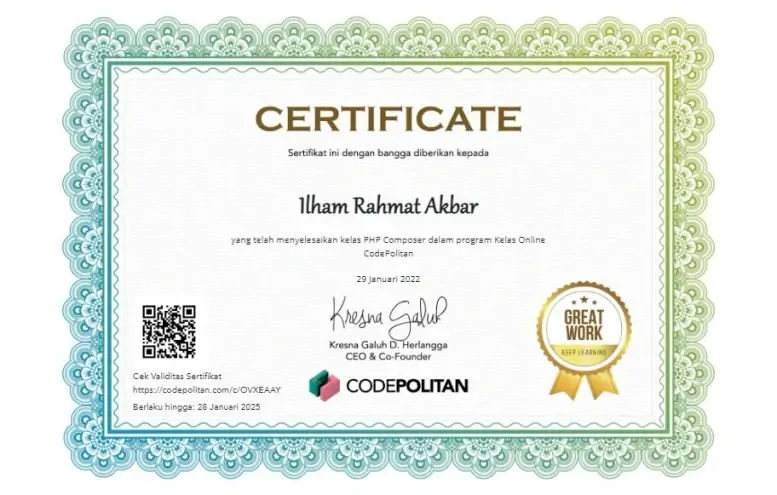 CERTIFICATE
Sertifikat ini dengan bangga diberikan kepada
Ilham Rahmat Akbar
yang telah menyelesaikan kelas PHP Composer dalam program Kelas Online
CodePolitan
29 Januari 2022
Kresna Galuh
Kresna Galuh D. Herlangga
CEO & Co-Founder
CODEPOLITAN
GREAT
WORK
KEEP LEARNING
Cek Validitas Sertifikat
https://codepolitan.com/c/OVXEAAY
Berlaku hingga: 28 Januari 2025